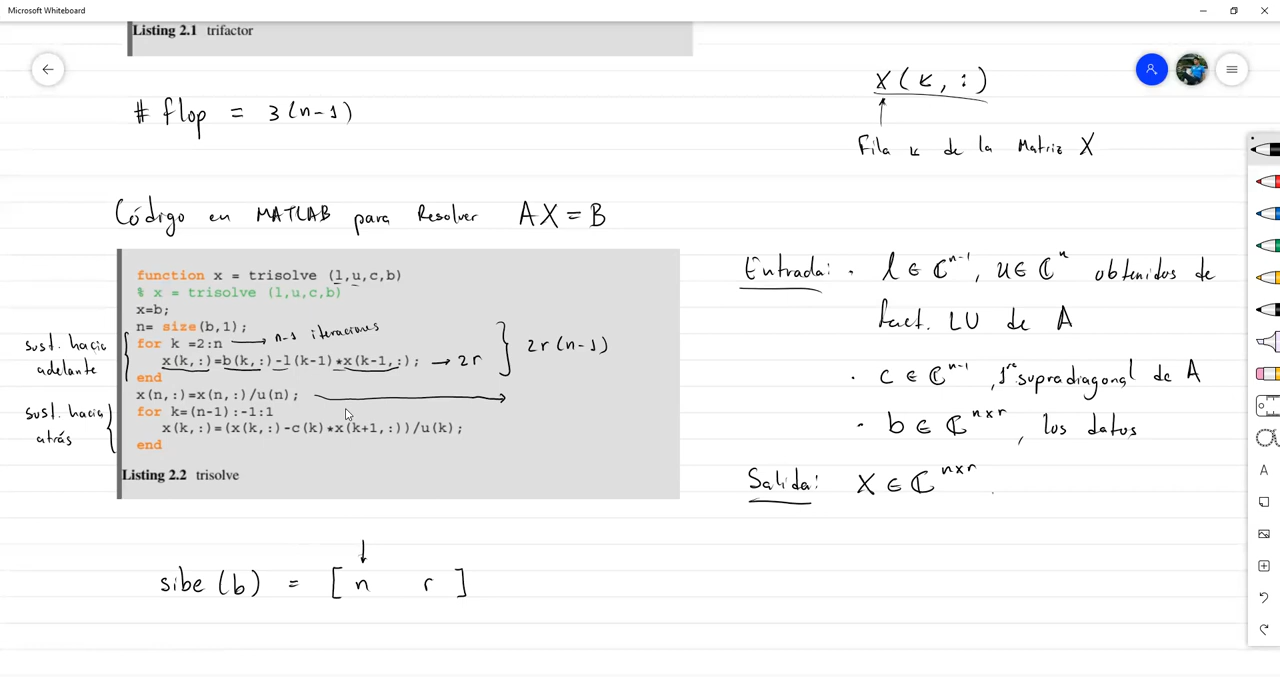 Microsoft Whiteboard
Listing 2.1 trifactor
# flop = 3(n-1)
X(k,:)
Fila k de la Matriz X
Código en MATLAB para Resolver AX = B
function x = trisolve (l,u,c,b)
% x = trisolve (l,u,c,b)
x=b;
n= size(b,1);
for k =2:n → n-1 iteraciones
x(k,:)=b(k,:)-l(k-1)*x(k-1,:); → 2r
end
x(n,:)=x(n,:)/u(n);
for k=(n-1):-1:1
x(k,:)=(x(k,:)-c(k)*x(k+1,:))/u(k);
end
Listing 2.2 trisolve
sust. hacia
adelante
sust. hacia
atrás
2r(n-1)
Entrada: · l ∈ ℂⁿ⁻¹, u ∈ ℂⁿ obtenidos de
fact. LU de A
· c ∈ ℂⁿ⁻¹, 1ʳᵃ supradiagonal de A
· b ∈ ℂⁿˣʳ, los datos
Salida: X ∈ ℂⁿˣʳ.
sibe(b) = [ n r ]
A